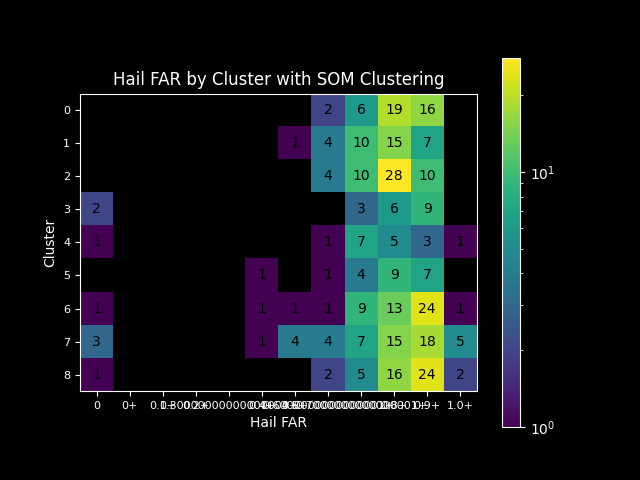 Hail FAR by Cluster with SOM Clustering
0 2 6 19 16
1 1 4 10 15 7
2 4 10 28 10
3 2 3 6 9
4 1 1 7 5 3 1
5 1 1 4 9 7
6 1 1 1 1 9 13 24 1
7 3 1 4 4 7 15 18 5
8 1 2 5 16 24 2
Cluster
0 0+ 1.0+
Hail FAR
10¹
10⁰